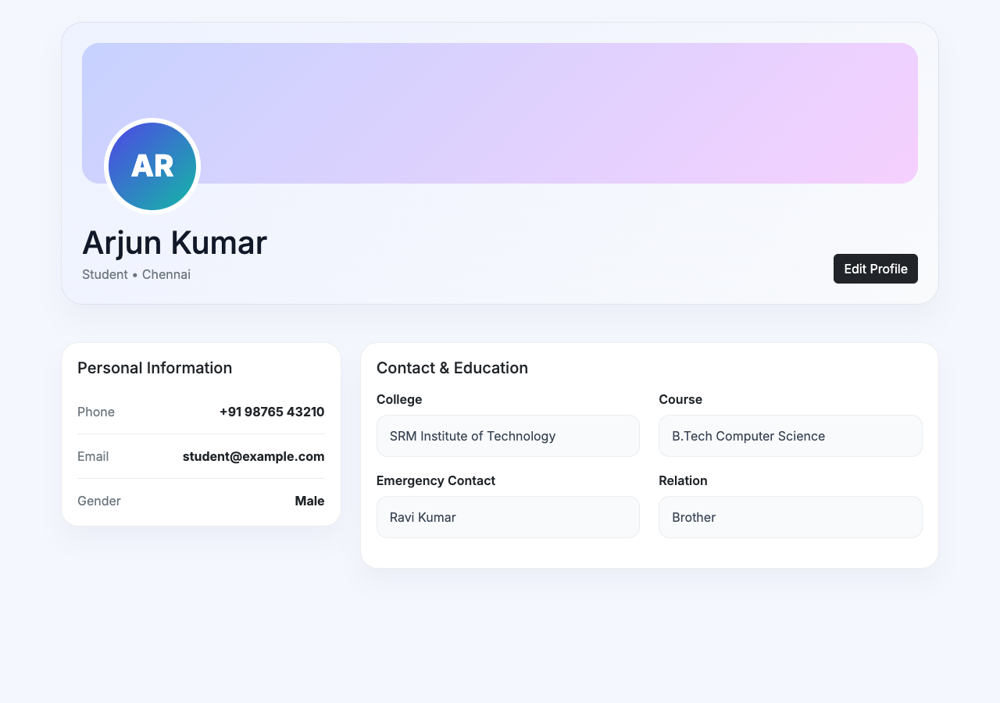 AR
Arjun Kumar
Student • Chennai
Edit Profile
Personal Information
Phone +91 98765 43210
Email student@example.com
Gender Male
Contact & Education
College Course
SRM Institute of Technology B.Tech Computer Science
Emergency Contact Relation
Ravi Kumar Brother